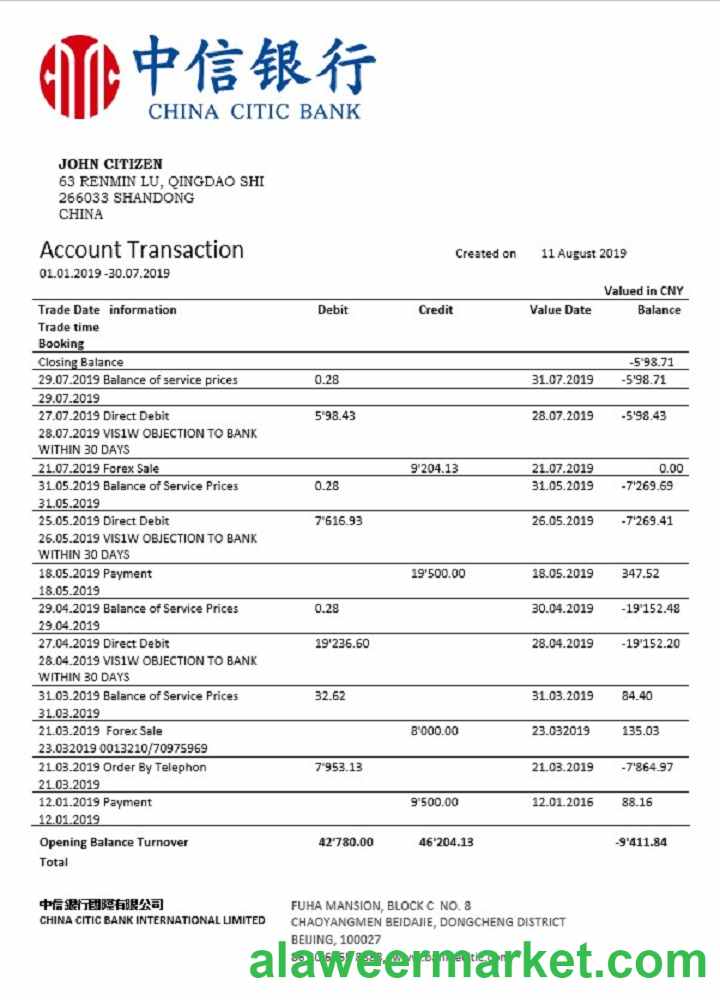 中信银行
CHINA CITIC BANK
JOHN CITIZEN
63 RENMIN LU, QINGDAO SHI
266033 SHANDONG
CHINA
Account Transaction
Created on 11 August 2019
01.01.2019 -30.07.2019
Valued in CNY
Trade Date information Debit Credit Value Date Balance
Trade time
Booking
Closing Balance -5'98.71
29.07.2019 Balance of service prices 0.28 31.07.2019 -5'98.71
29.07.2019
27.07.2019 Direct Debit 5'98.43 28.07.2019 -5'98.43
28.07.2019 VIS1W OBJECTION TO BANK
WITHIN 30 DAYS
21.07.2019 Forex Sale 9'204.13 21.07.2019 0.00
31.05.2019 Balance of Service Prices 0.28 31.05.2019 -7'269.69
31.05.2019
25.05.2019 Direct Debit 7'616.93 26.05.2019 -7'269.41
26.05.2019 VIS1W OBJECTION TO BANK
WITHIN 30 DAYS
18.05.2019 Payment 19'500.00 18.05.2019 347.52
18.05.2019
29.04.2019 Balance of Service Prices 0.28 30.04.2019 -19'152.48
29.04.2019
27.04.2019 Direct Debit 19'236.60 28.04.2019 -19'152.20
28.04.2019 VIS1W OBJECTION TO BANK
WITHIN 30 DAYS
31.03.2019 Balance of Service Prices 32.62 31.03.2019 84.40
31.03.2019
21.03.2019 Forex Sale 8'000.00 23.032019 135.03
23.032019 0013210/70975969
21.03.2019 Order By Telephon 7'953.13 21.03.2019 -7'864.97
21.03.2019
12.01.2019 Payment 9'500.00 12.01.2016 88.16
12.01.2019
Opening Balance Turnover 42'780.00 46'204.13 -9'411.84
Total
中信銀行國際有限公司
CHINA CITIC BANK INTERNATIONAL LIMITED
FUHA MANSION, BLOCK C NO. 8
CHAOYANGMEN BEIDAJIE, DONGCHENG DISTRICT
BEIJING, 100027
alaweermarket.com